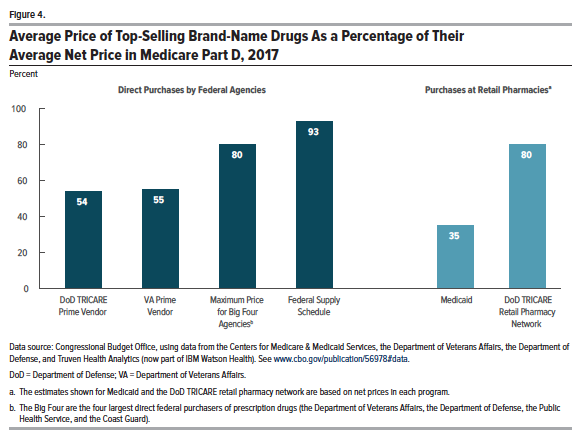 Figure 4.
Average Price of Top-Selling Brand-Name Drugs As a Percentage of Their
Average Net Price in Medicare Part D, 2017
Percent
Direct Purchases by Federal Agencies
Purchases at Retail Pharmaciesᵃ
100
80
60
40
20
0
54
55
80
93
35
80
DoD TRICARE
Prime Vendor
VA Prime
Vendor
Maximum Price
for Big Four
Agenciesᵇ
Federal Supply
Schedule
Medicaid
DoD TRICARE
Retail Pharmacy
Network
Data source: Congressional Budget Office, using data from the Centers for Medicare & Medicaid Services, the Department of Veterans Affairs, the Department of
Defense, and Truven Health Analytics (now part of IBM Watson Health). See www.cbo.gov/publication/56978#data.
DoD = Department of Defense; VA = Department of Veterans Affairs.
a. The estimates shown for Medicaid and the DoD TRICARE retail pharmacy network are based on net prices in each program.
b. The Big Four are the four largest direct federal purchasers of prescription drugs (the Department of Veterans Affairs, the Department of Defense, the Public
Health Service, and the Coast Guard).